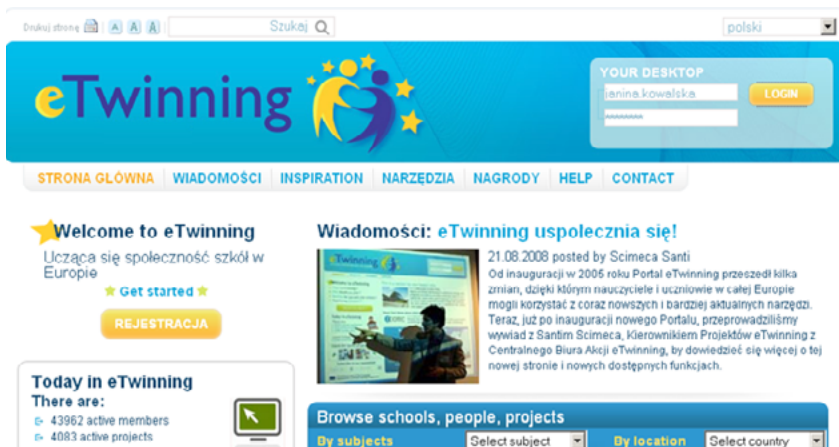 Drukuj stronę A A A Szukaj polski
eTwinning
YOUR DESKTOP
janina.kowalska LOGIN
********
STRONA GŁÓWNA WIADOMOŚCI INSPIRATION NARZĘDZIA NAGRODY HELP CONTACT
Welcome to eTwinning
Ucząca się społeczność szkół w
Europie
Get started
REJESTRACJA
Wiadomości: eTwinning uspolecznia się!
21.08.2008 posted by Scimeca Santi
Od inauguracji w 2005 roku Portal eTwinning przeszedł kilka
zmian, dzięki którym nauczyciele i uczniowie w całej Europie
mogli korzystać z coraz nowszych i bardziej aktualnych narzędzi.
Teraz, już po inauguracji nowego Portalu, przeprowadziliśmy
wywiad z Santim Scimeca, Kierownikiem Projektów eTwinning z
Centralnego Biura Akcji eTwinning, by dowiedzieć się więcej o tej
nowej stronie i nowych dostępnych funkcjach.
Today in eTwinning
There are:
43962 active members
4083 active projects
Browse schools, people, projects
By subjects Select subject By location Select country